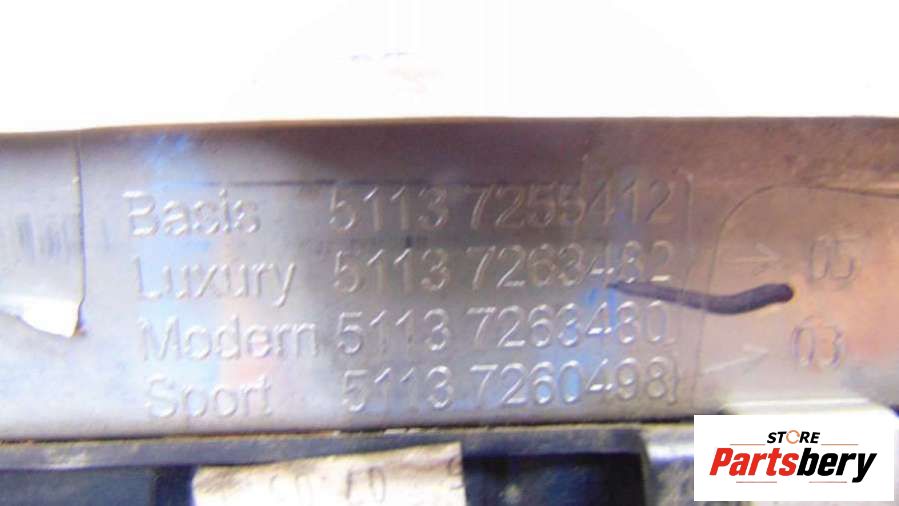 Basis 5113 7255412
Luxury 5113 7263482
Modern 5113 7263480
Sport 5113 7260498
05
03
STORE
Partsbery